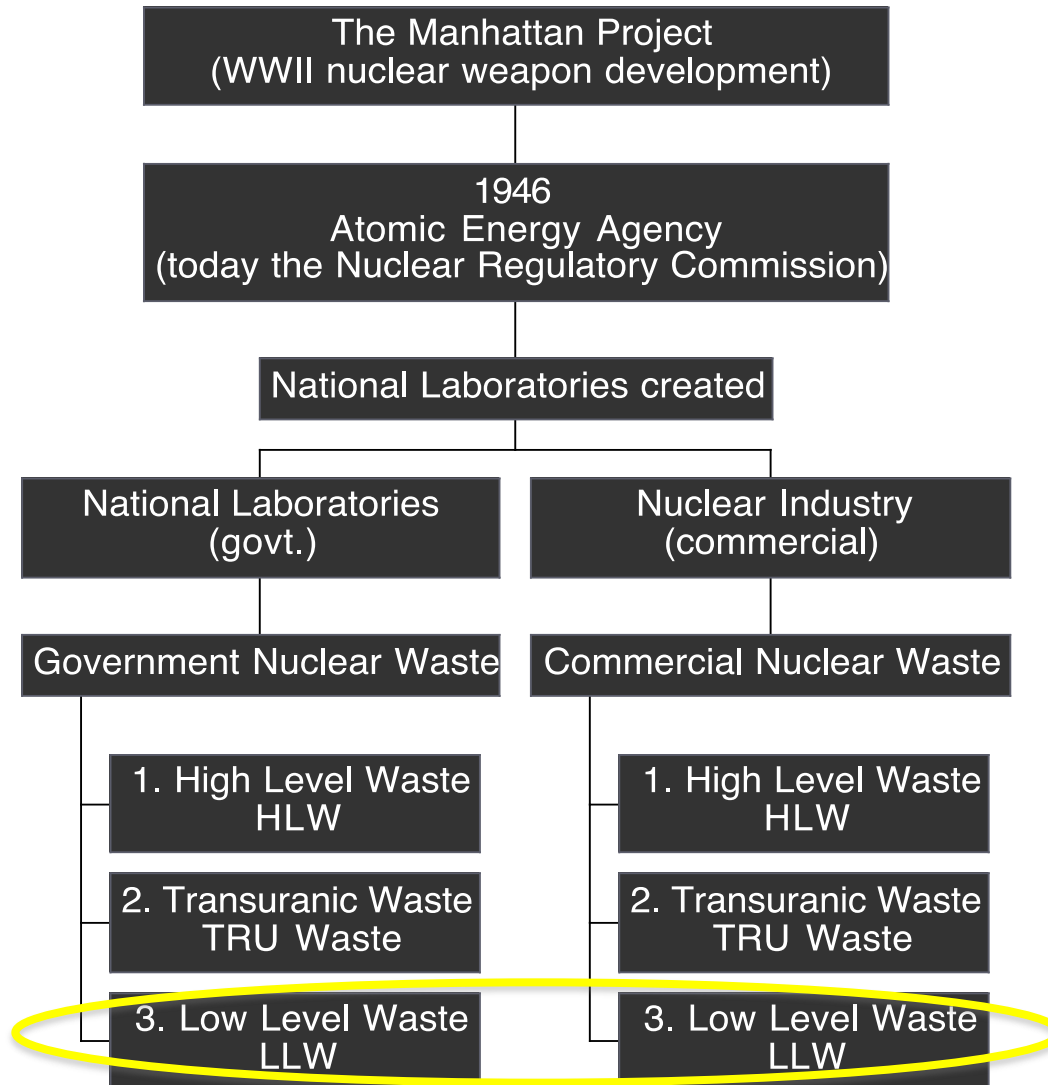 The Manhattan Project
(WWII nuclear weapon development)
1946
Atomic Energy Agency
(today the Nuclear Regulatory Commission)
National Laboratories created
National Laboratories
(govt.)
Nuclear Industry
(commercial)
Government Nuclear Waste
Commercial Nuclear Waste
1. High Level Waste
HLW
1. High Level Waste
HLW
2. Transuranic Waste
TRU Waste
2. Transuranic Waste
TRU Waste
3. Low Level Waste
LLW
3. Low Level Waste
LLW